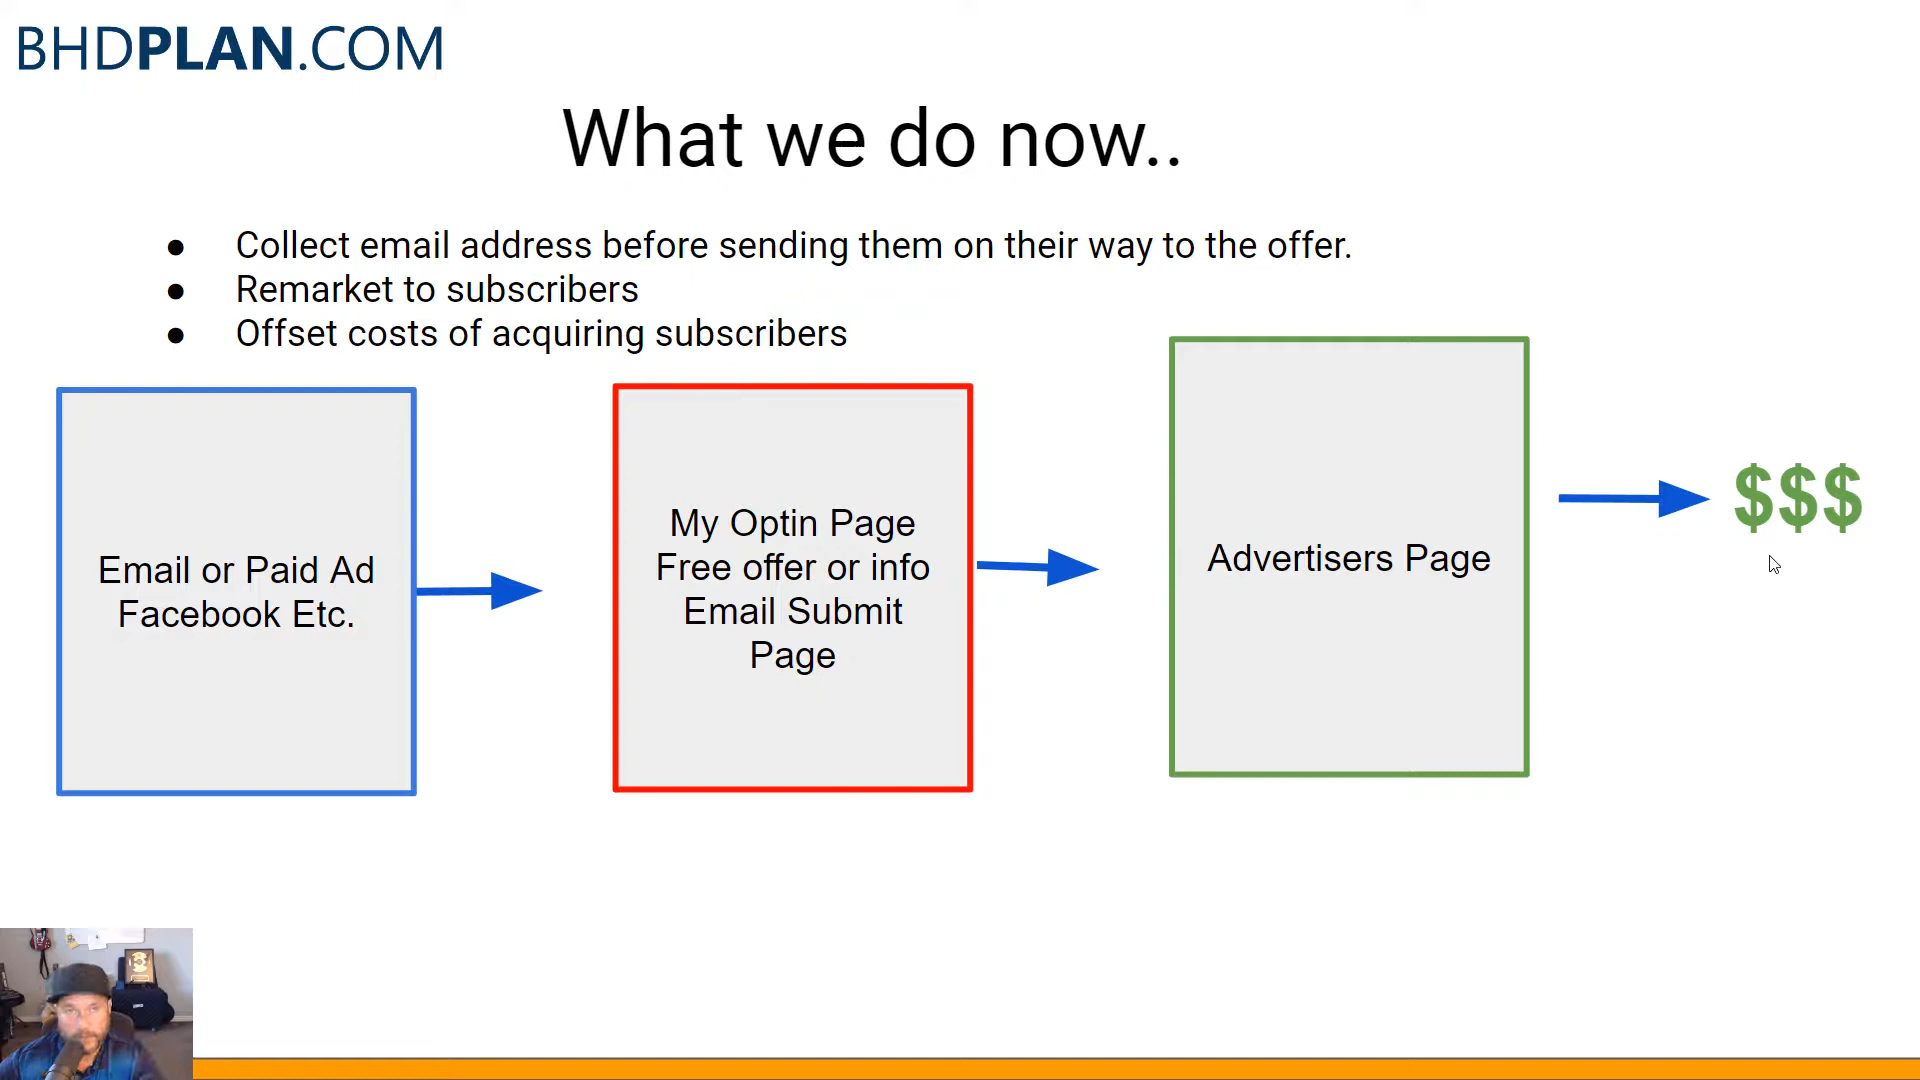 BHDPLAN.COM
What we do now..
● Collect email address before sending them on their way to the offer.
● Remarket to subscribers
● Offset costs of acquiring subscribers
Email or Paid Ad
Facebook Etc.
My Optin Page
Free offer or info
Email Submit
Page
Advertisers Page
$$$